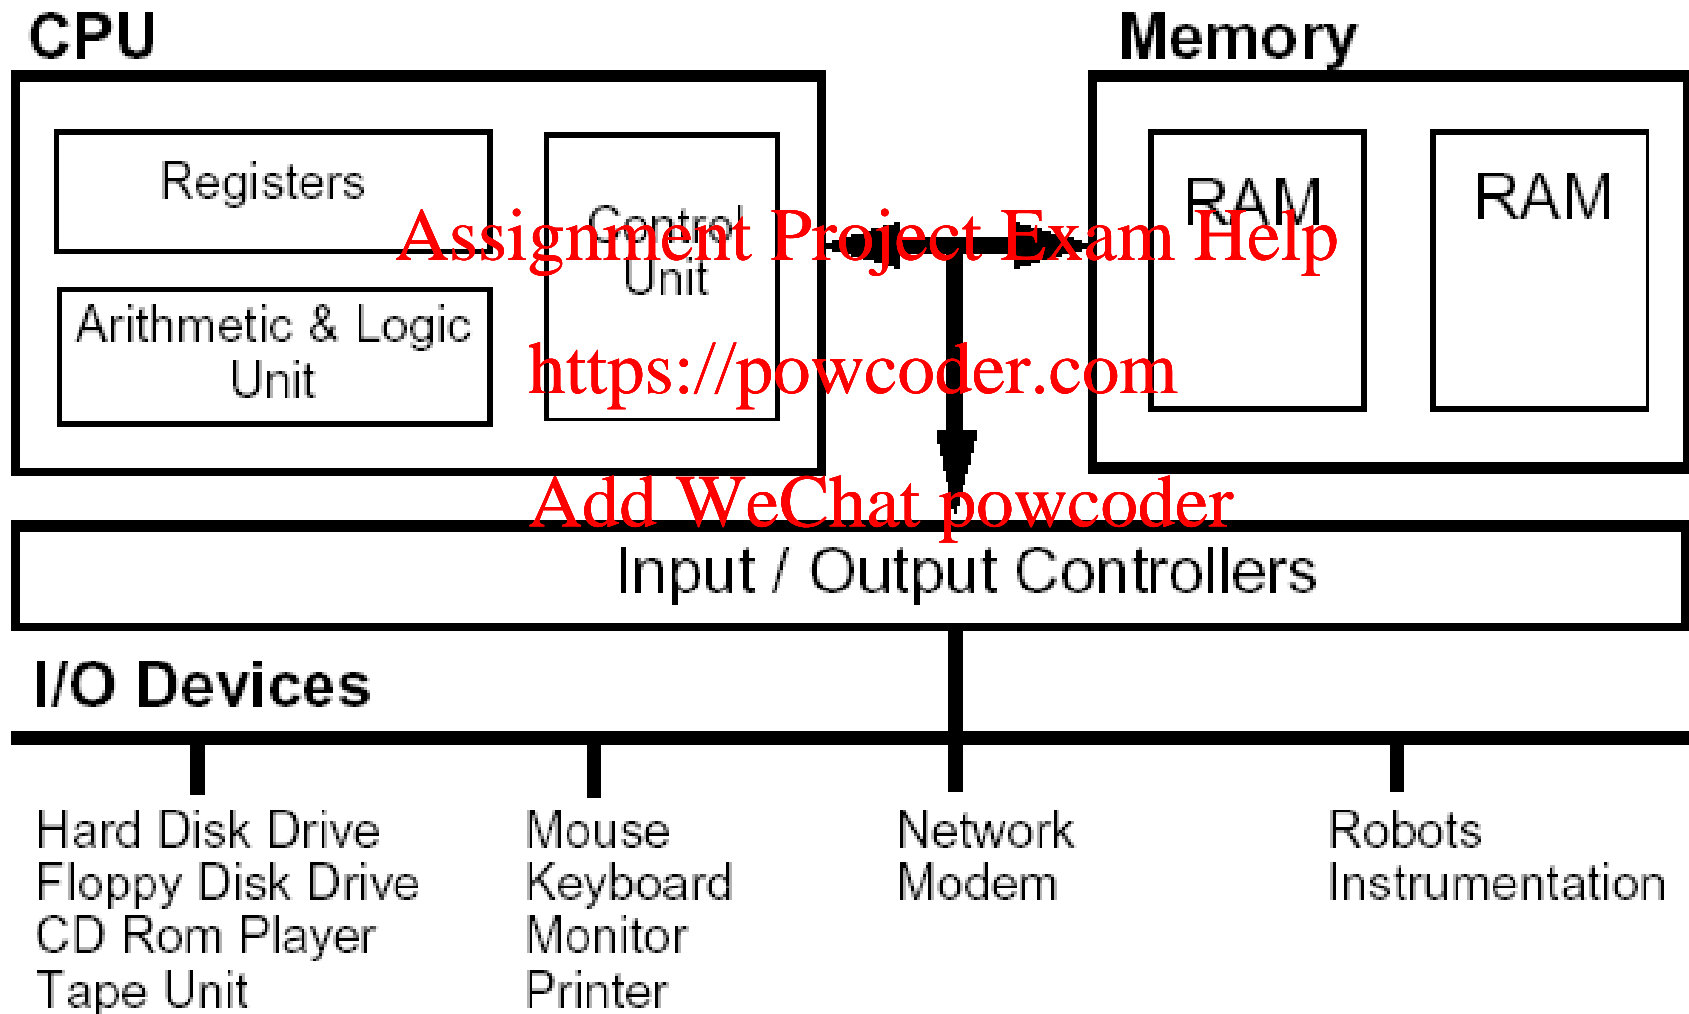 CPU
Memory
Registers
Control
Unit
Arithmetic & Logic
Unit
RAM
RAM
Assignment Project Exam Help
https://powcoder.com
Add WeChat powcoder
Input / Output Controllers
I/O Devices
Hard Disk Drive
Floppy Disk Drive
CD Rom Player
Tape Unit
Mouse
Keyboard
Monitor
Printer
Network
Modem
Robots
Instrumentation